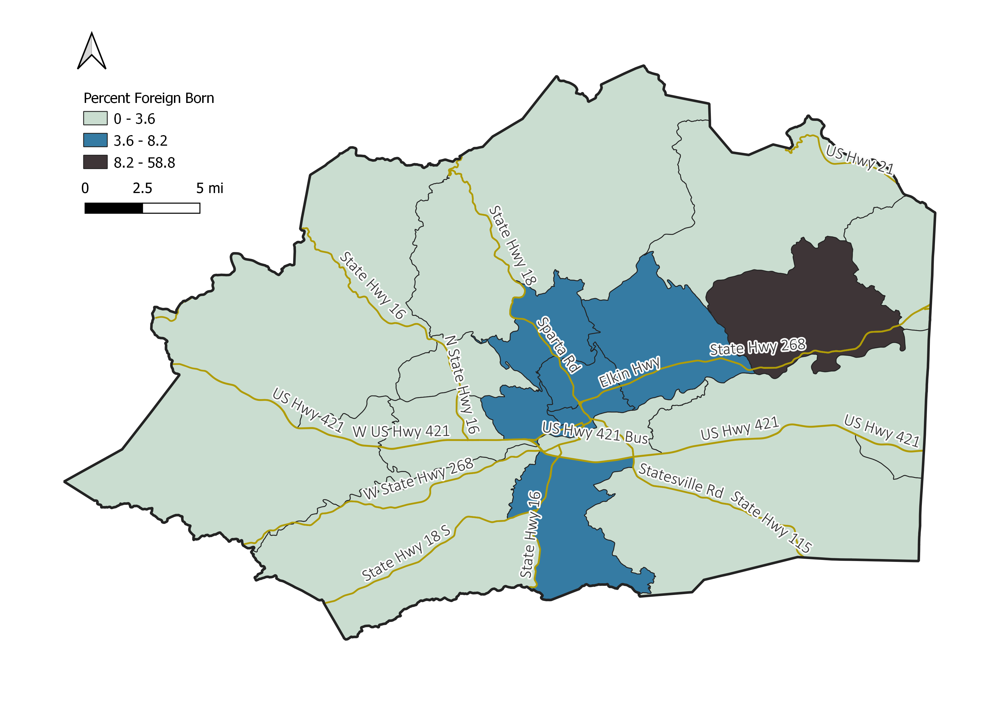 Percent Foreign Born
0 - 3.6
3.6 - 8.2
8.2 - 58.8
0 2.5 5 mi
US Hwy 21
State Hwy 18
State Hwy 16
Sparta Rd
N State Hwy 16
State Hwy 268
Elkin Hwy
US Hwy 421
W US Hwy 421
US Hwy 421 Bus
US Hwy 421
US Hwy 421
W State Hwy 268
Statesville Rd
State Hwy 115
State Hwy 16
State Hwy 18 S